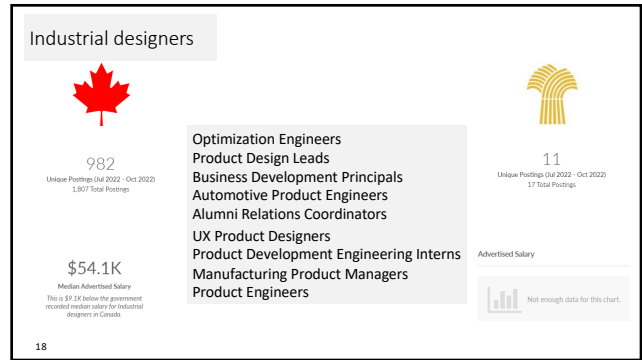 Industrial designers
982
Unique Postings (Jul 2022 - Oct 2022)
1,807 Total Postings
$54.1K
Median Advertised Salary
This is $9.1K below the government
recorded median salary for Industrial
designers in Canada.
Optimization Engineers
Product Design Leads
Business Development Principals
Automotive Product Engineers
Alumni Relations Coordinators
UX Product Designers
Product Development Engineering Interns
Manufacturing Product Managers
Product Engineers
11
Unique Postings (Jul 2022 - Oct 2022)
17 Total Postings
Advertised Salary
Not enough data for this chart.
18